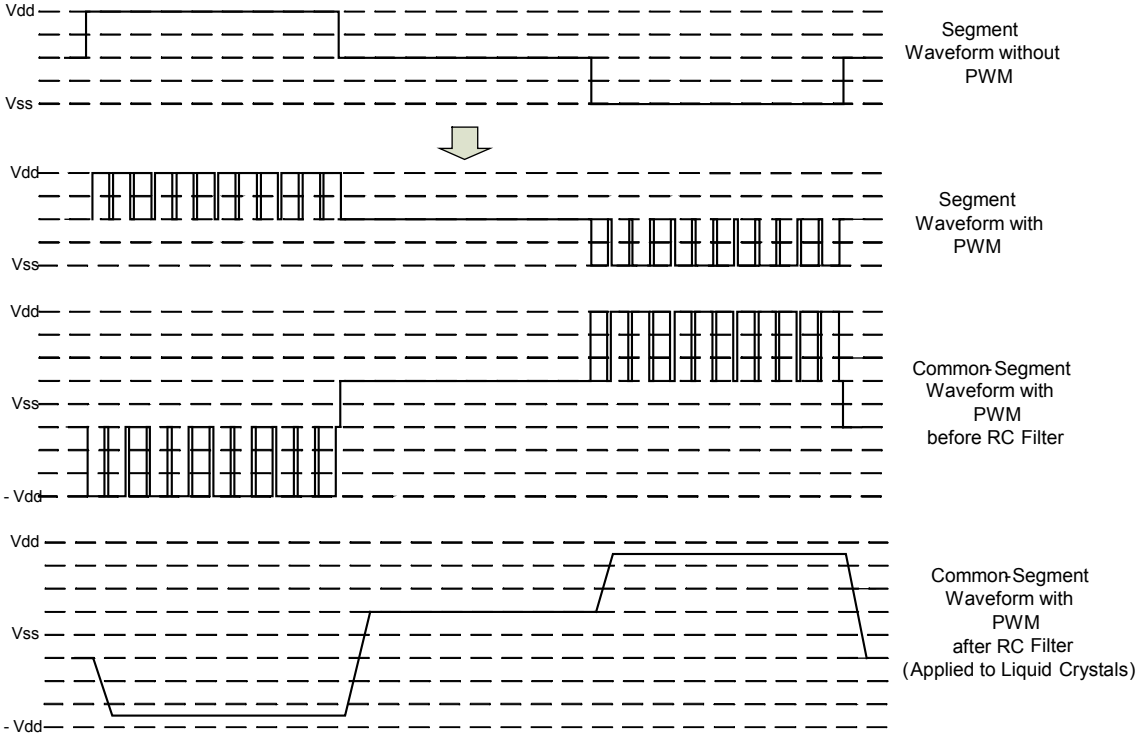 Vdd
Segment
Waveform without
PWM
Vss
Vdd
Segment
Waveform with
PWM
Vss
Vdd
Common-Segment
Waveform with
PWM
before RC Filter
Vss
- Vdd
Vdd
Common-Segment
Waveform with
PWM
after RC Filter
(Applied to Liquid Crystals)
Vss
- Vdd